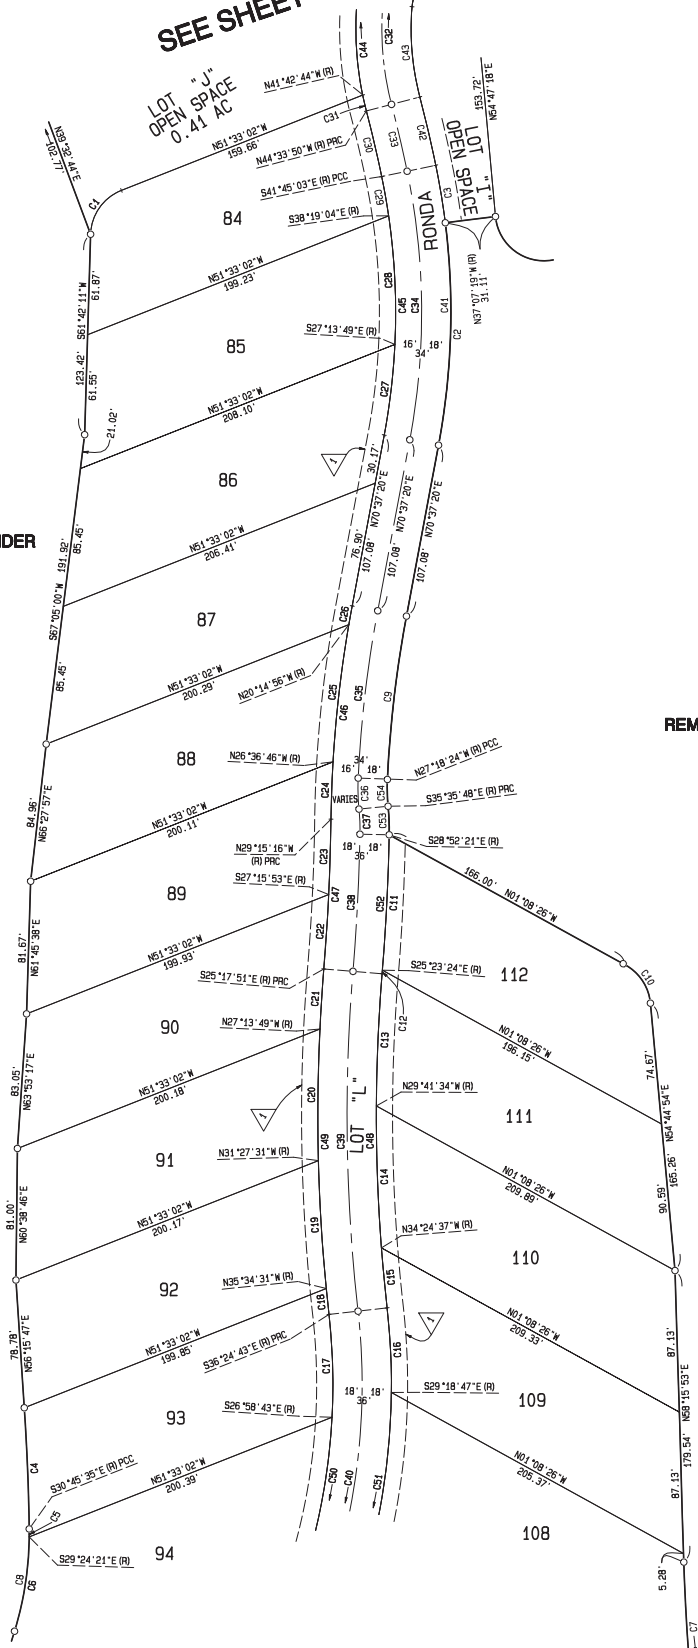 SEE SHEET
C44
C32
C43
N41°42'44"W (R)
LOT "J"
OPEN SPACE
0.41 AC
C31
153.72'
N54°47'18"E
N51°33'02"W
159.66'
C30
C33
C42
N39°32'44"E
102.77'
N44°33'50"W (R) PRC
LOT "I"
OPEN SPACE
S41°45'03"E (R) PCC
C29
C3
C1
84
S38°19'04"E (R)
RONDA
N51°33'02"W
199.23'
C28
N37°07'19"W (R)
31.11'
S61°42'11"W
61.87'
C45
C34
C41
C2
85
S27°13'49"E (R)
16'
18'
34'
123.42'
61.55'
N51°33'02"W
208.10'
C27
21.02'
86
1
30.17'
N70°37'20"E
N70°37'20"E
N70°37'20"E
IDER
N51°33'02"W
206.41'
76.90'
107.08'
107.08'
107.08'
191.92'
85.45'
S67°05'00"W
87
C26
N51°33'02"W
200.29'
N20°14'56"W (R)
85.45'
C25
C35
C46
C9
REM
88
N26°36'46"W (R)
34'
16'
18'
N27°18'24"W (R) PCC
84.96'
N66°27'57"E
N51°33'02"W
200.11'
C24
VARIES
C36
C54
S35°35'48"E (R) PRC
C37
C53
N29°15'16"W
(R) PRC
C23
18'
18'
36'
S28°52'21"E (R)
89
S27°15'53"E (R)
166.00'
N01°08'26"W
81.67'
N61°45'38"E
N51°33'02"W
199.93'
C47
C38
C52
C11
C22
S25°17'51"E (R) PRC
S25°23'24"E (R)
112
C10
C21
C12
90
N27°13'49"W (R)
C13
N01°08'26"W
196.15'
74.67'
83.05'
N63°53'17"E
N51°33'02"W
200.18'
C20
N29°41'34"W (R)
N54°44'54"E
1
LOT "L"
111
91
N31°27'31"W (R)
C49
C39
C48
C14
N01°08'26"W
209.89'
165.26'
90.59'
81.00'
N60°38'46"E
N51°33'02"W
200.17'
C19
N34°24'37"W (R)
110
92
N35°34'31"W (R)
C18
C15
N01°08'26"W
209.33'
78.78'
N56°15'47"E
N51°33'02"W
199.85'
S36°24'43"E (R) PRC
1
C16
87.13'
C17
N58°15'53"E
93
S26°58'43"E (R)
18'
18'
36'
S29°18'47"E (R)
109
179.54'
C4
S30°45'35"E (R) PCC
N51°33'02"W
200.39'
C50
C40
C51
N01°08'26"W
205.37'
87.13'
C5
94
S29°24'21"E (R)
108
C8
C6
5.28'
C7